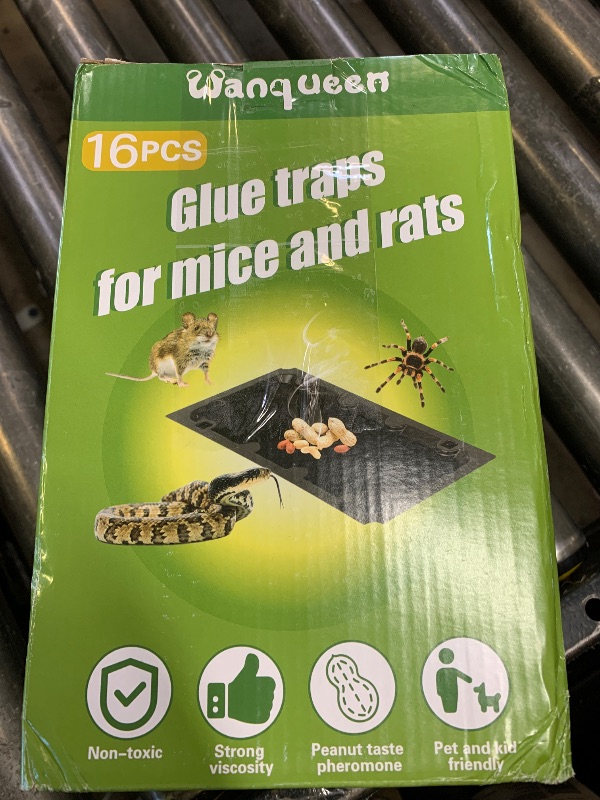 Wanqueen
16PCS
Glue traps
for mice and rats
Non-toxic
Strong
viscosity
Peanut taste
pheromone
Pet and kid
friendly